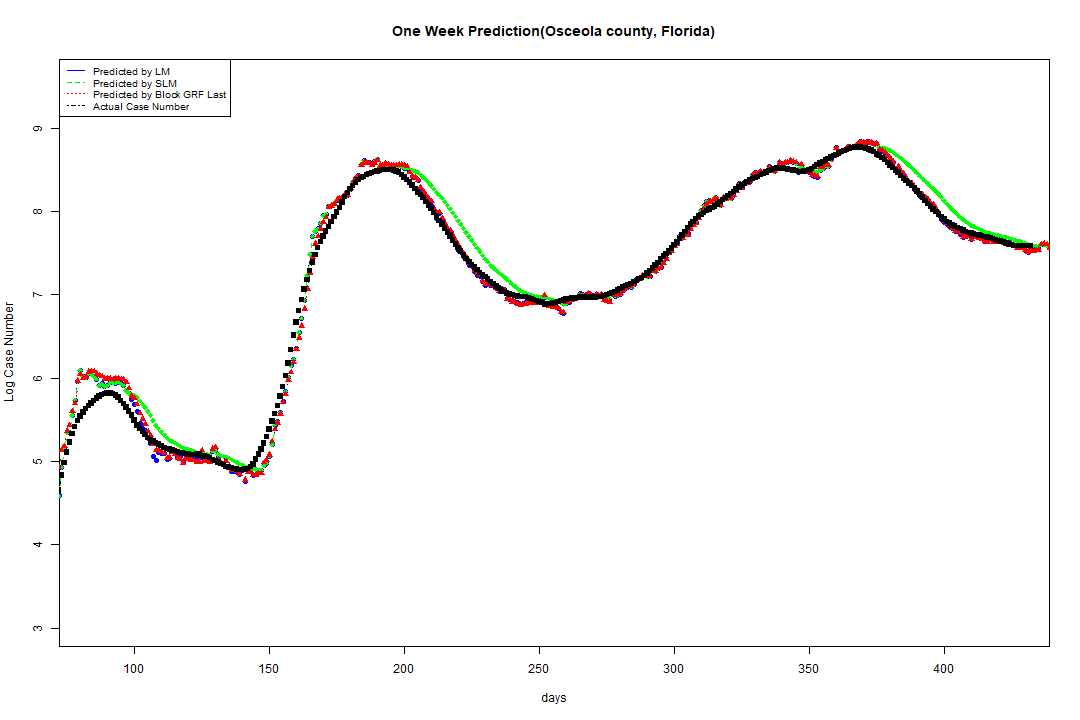 One Week Prediction(Osceola county, Florida)
Predicted by LM
Predicted by SLM
Predicted by Block GRF Last
Actual Case Number
9
8
7
6
5
4
3
Log Case Number
100 150 200 250 300 350 400
days